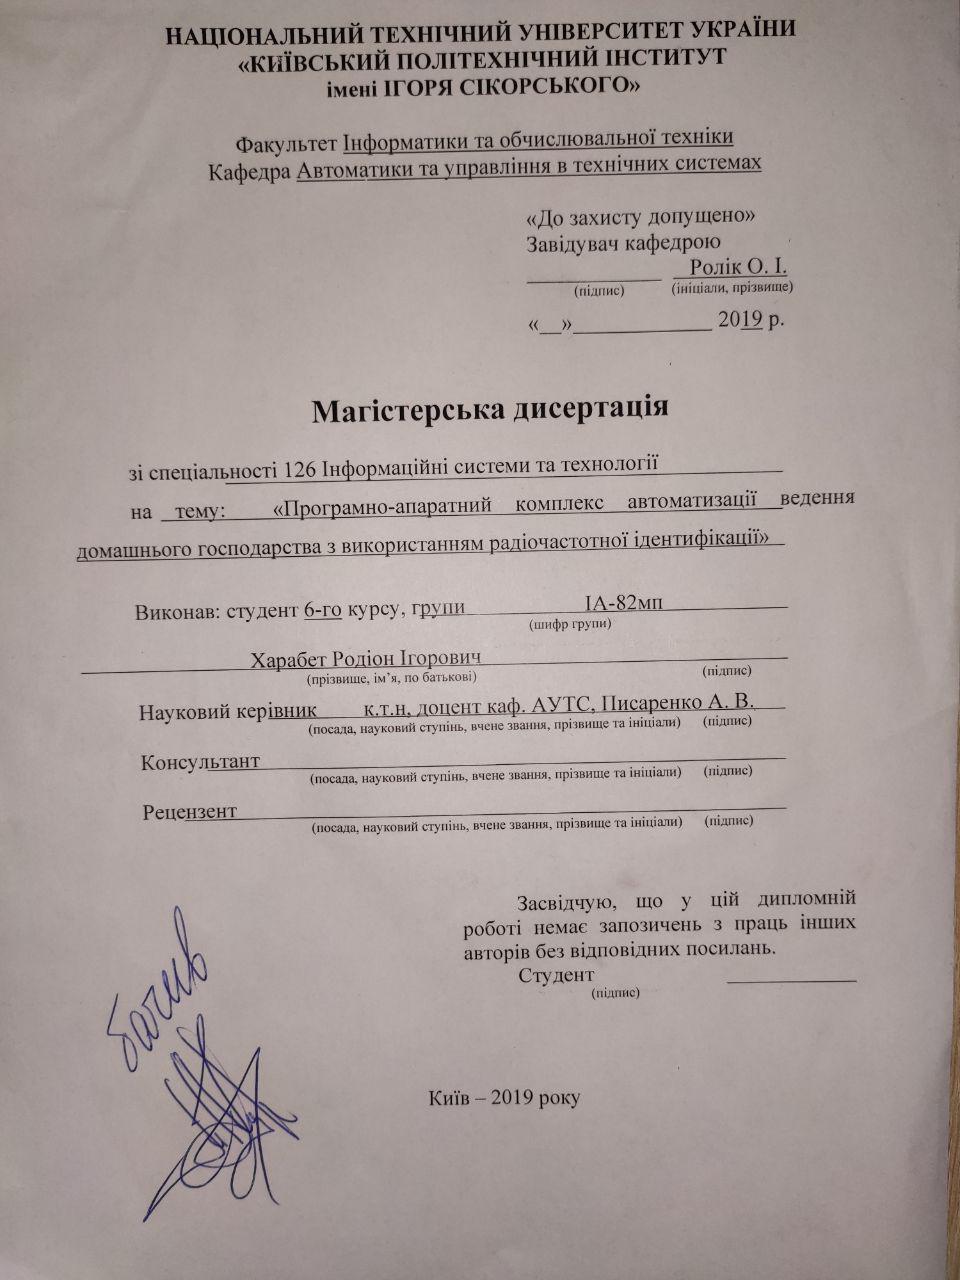 НАЦІОНАЛЬНИЙ ТЕХНІЧНИЙ УНІВЕРСИТЕТ УКРАЇНИ
«КИЇВСЬКИЙ ПОЛІТЕХНІЧНИЙ ІНСТИТУТ
імені ІГОРЯ СІКОРСЬКОГО»
Факультет Інформатики та обчислювальної техніки
Кафедра Автоматики та управління в технічних системах
«До захисту допущено»
Завідувач кафедрою
____________ Ролік О. І.
(підпис) (ініціали, прізвище)
«__»____________ 2019 р.
Магістерська дисертація
зі спеціальності 126 Інформаційні системи та технології
на тему: «Програмно-апаратний комплекс автоматизації ведення
домашнього господарства з використанням радіочастотної ідентифікації»
Виконав: студент 6-го курсу, групи ІА-82мп
(шифр групи)
Харабет Родіон Ігорович
(прізвище, ім’я, по батькові) (підпис)
Науковий керівник к.т.н, доцент каф. АУТС, Писаренко А. В.
(посада, науковий ступінь, вчене звання, прізвище та ініціали) (підпис)
Консультант
(посада, науковий ступінь, вчене звання, прізвище та ініціали) (підпис)
Рецензент
(посада, науковий ступінь, вчене звання, прізвище та ініціали) (підпис)
Засвідчую, що у цій дипломній
роботі немає запозичень з праць інших
авторів без відповідних посилань.
Студент ____________
(підпис)
бачив
Київ – 2019 року